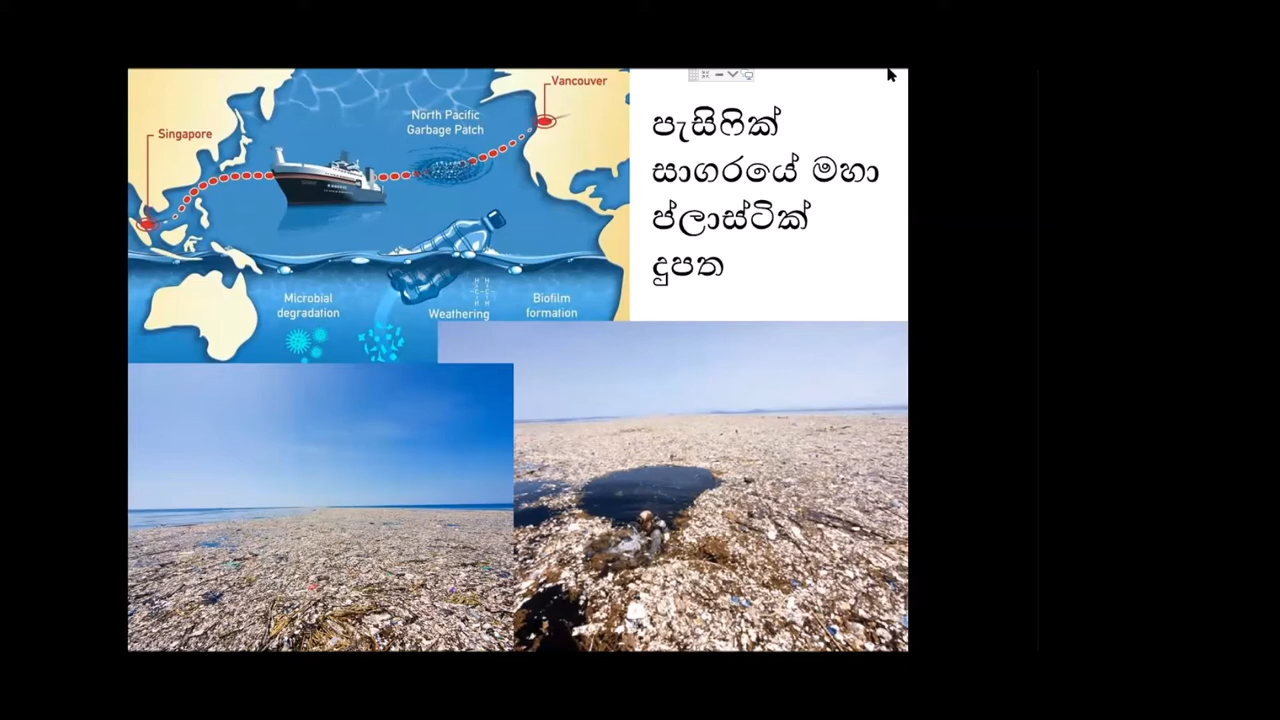 Vancouver
North Pacific
Garbage Patch
Singapore
Microbial
degradation
Weathering
Biofilm
formation
H H
C C
H H
පැසිෆික්
සාගරයේ මහා
ප්ලාස්ටික්
දූපත